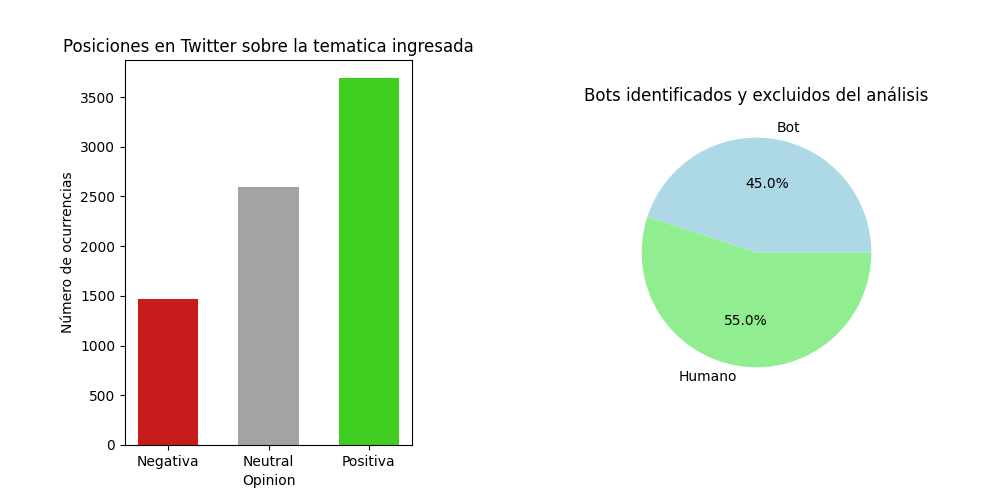 Posiciones en Twitter sobre la tematica ingresada
Número de ocurrencias
3500
3000
2500
2000
1500
1000
500
0
Negativa
Neutral
Positiva
Opinion
Bots identificados y excluidos del análisis
Bot
45.0%
55.0%
Humano